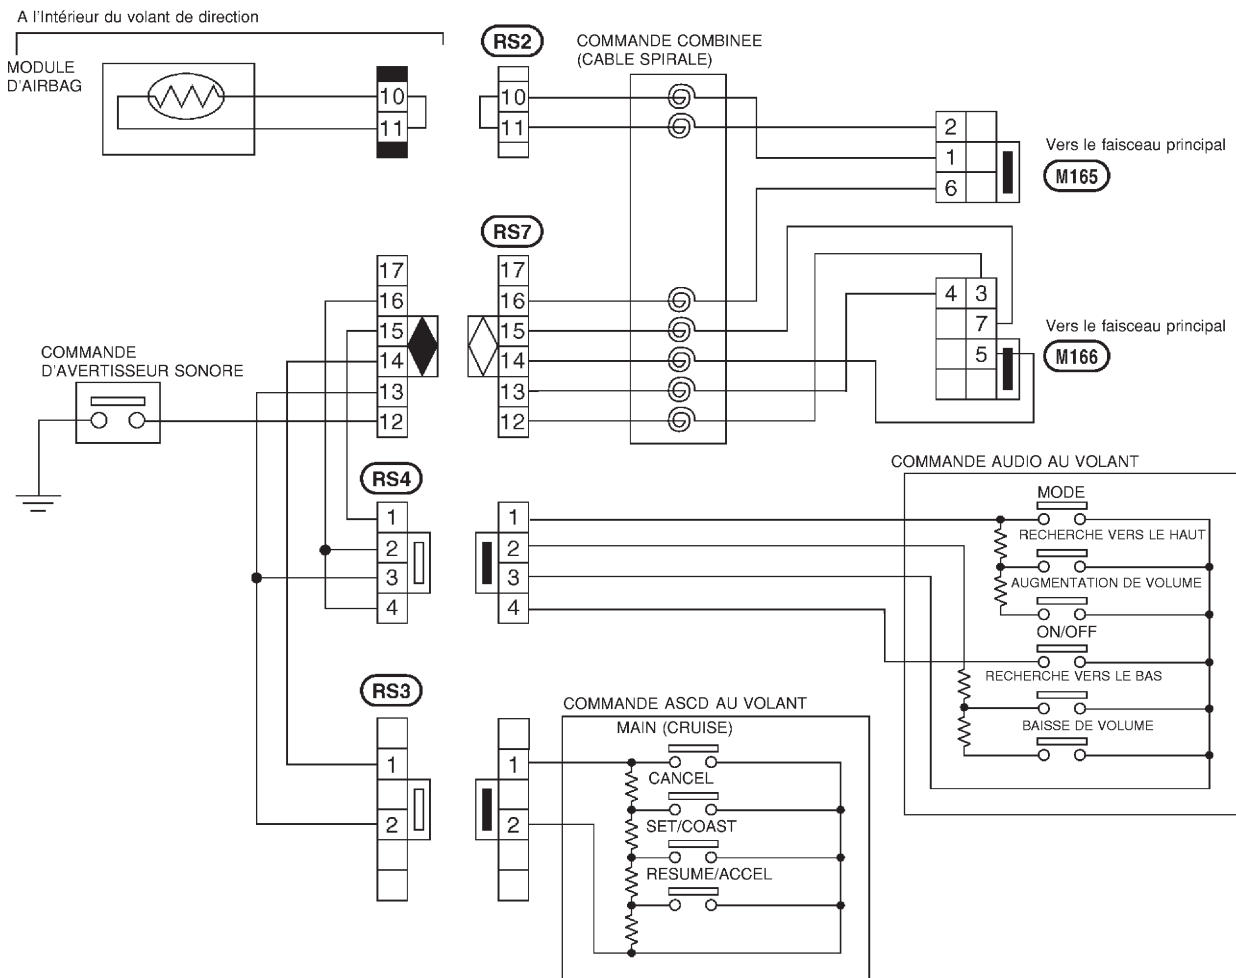 A l'Intérieur du volant de direction
MODULE
D'AIRBAG
10
11
RS2
10
11
COMMANDE COMBINEE
(CABLE SPIRALE)
2
1
6
Vers le faisceau principal
M165
RS7
17
16
15
14
13
12
17
16
15
14
13
12
4 3
7
5
Vers le faisceau principal
M166
COMMANDE
D'AVERTISSEUR SONORE
RS4
1
2
3
4
1
2
3
4
COMMANDE AUDIO AU VOLANT
MODE
RECHERCHE VERS LE HAUT
AUGMENTATION DE VOLUME
ON/OFF
RECHERCHE VERS LE BAS
BAISSE DE VOLUME
RS3
1
2
1
2
COMMANDE ASCD AU VOLANT
MAIN (CRUISE)
CANCEL
SET/COAST
RESUME/ACCEL